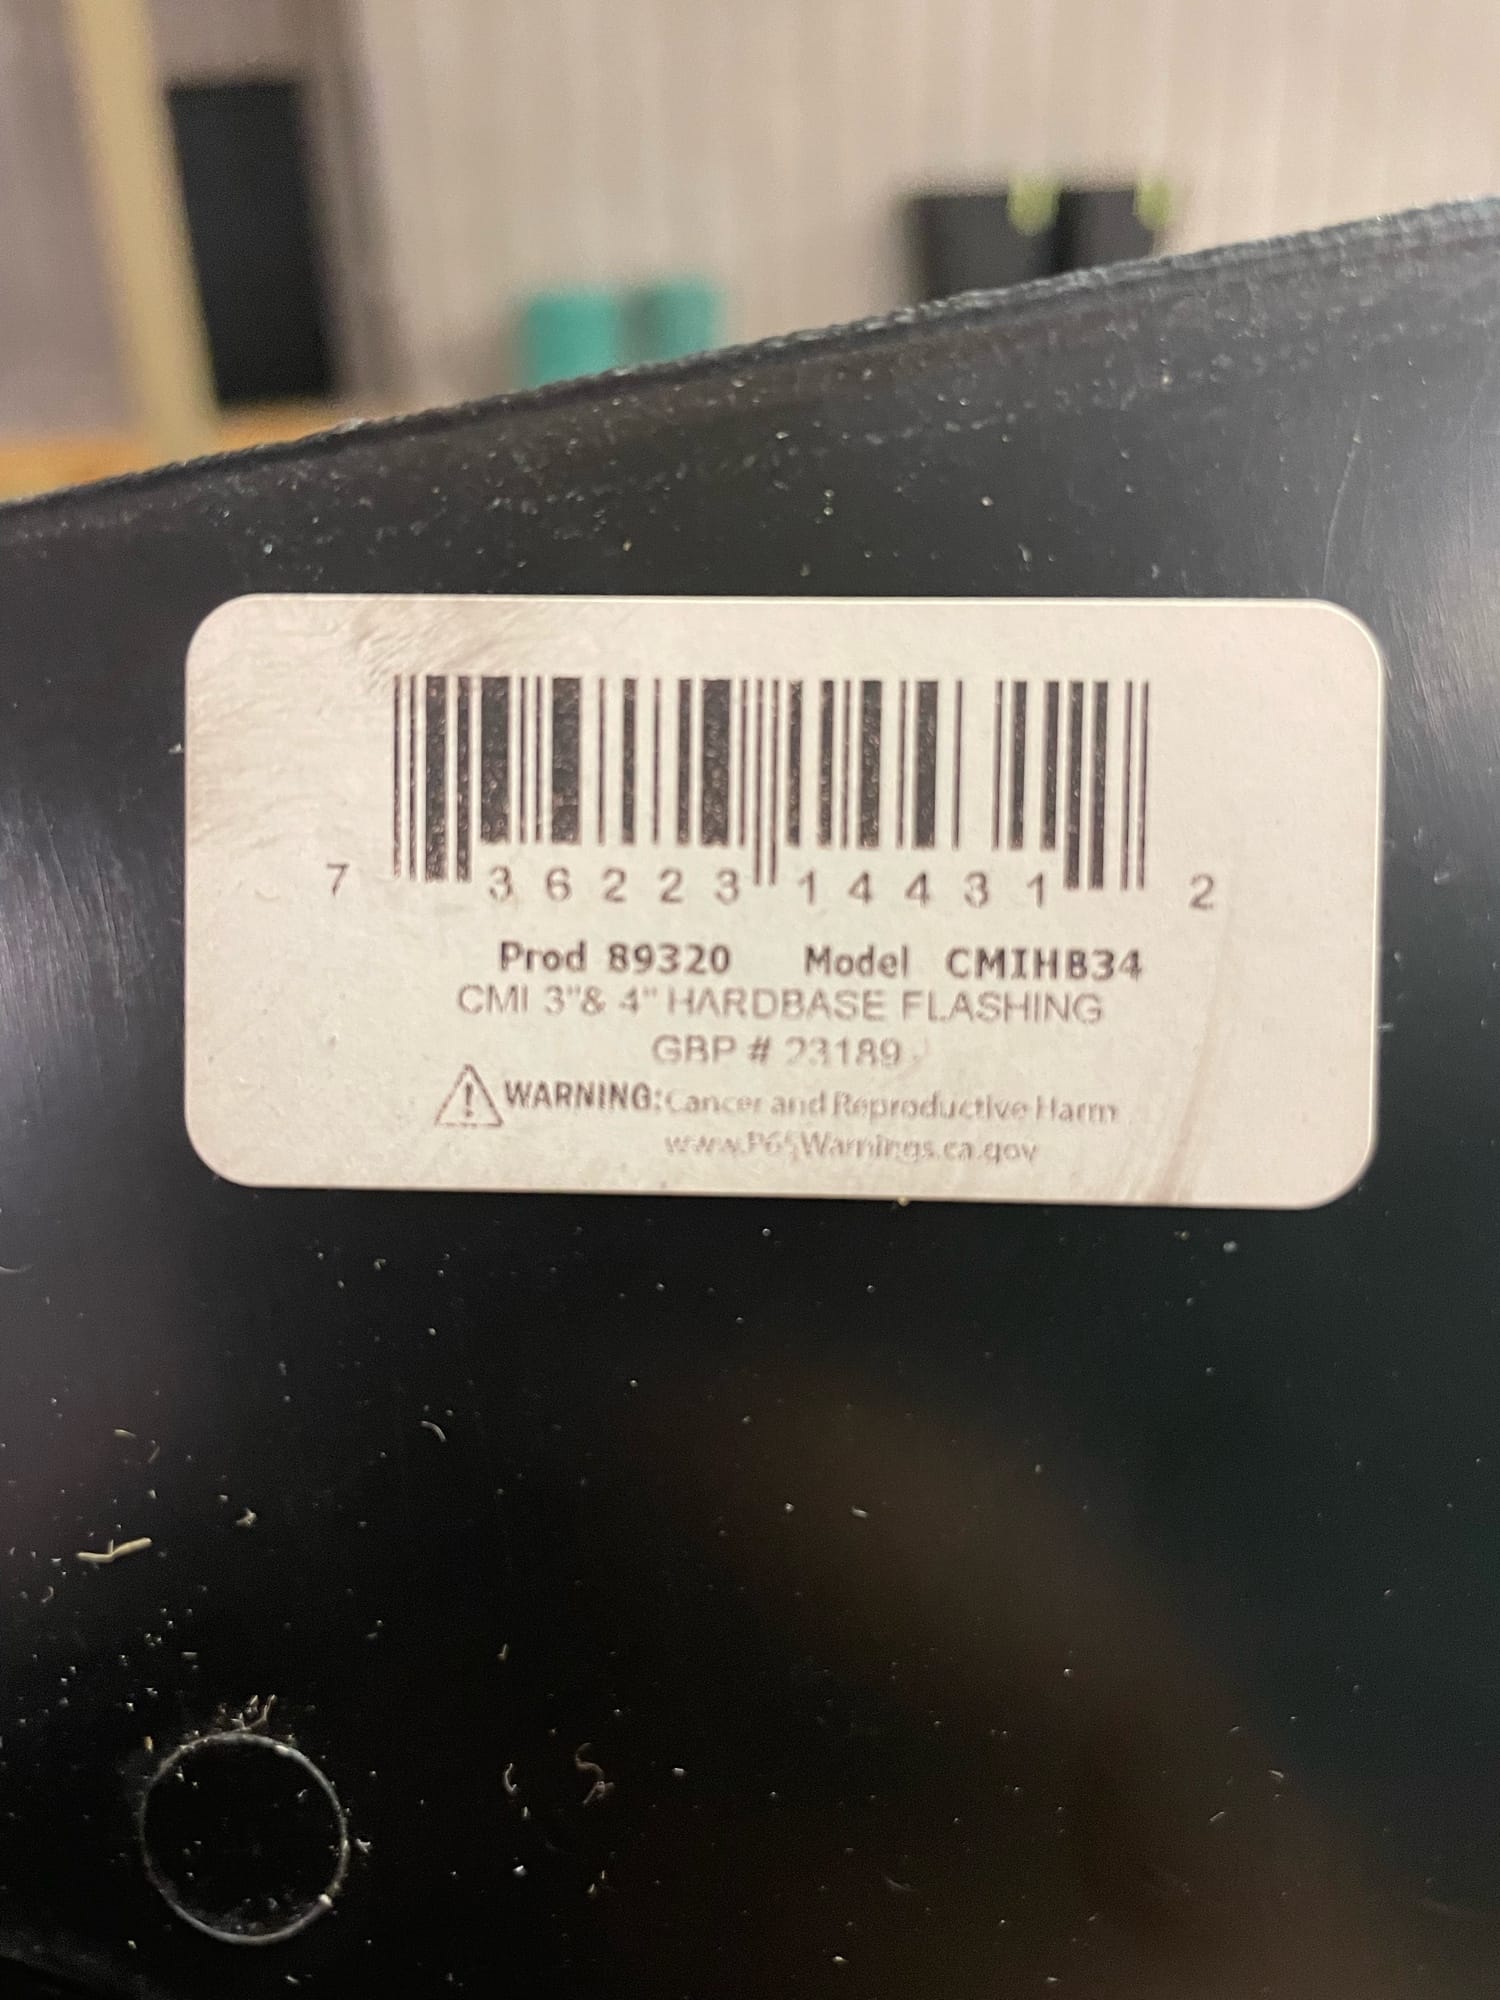 7 36223 14431 2
Prod 89320 Model CMIHB34
CMI 3"& 4" HARDBASE FLASHING
GBP # 23189
WARNING: Cancer and Reproductive Harm
www.P65Warnings.ca.gov